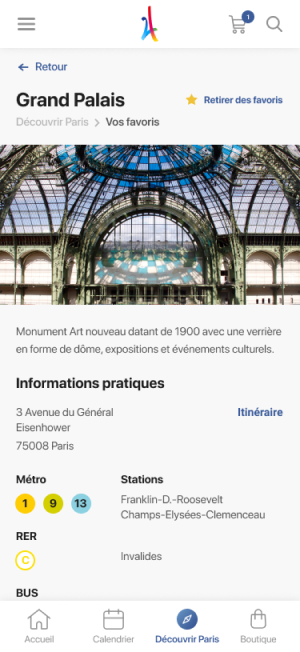 1
Retour
Grand Palais
Retirer des favoris
Découvrir Paris > Vos favoris
Monument Art nouveau datant de 1900 avec une verrière
en forme de dôme, expositions et événements culturels.
Informations pratiques
3 Avenue du Général
Eisenhower
75008 Paris
Itinéraire
Métro
Stations
1 9 13
Franklin-D.-Roosevelt
Champs-Elysées-Clemenceau
RER
C
Invalides
BUS
Accueil
Calendrier
Découvrir Paris
Boutique